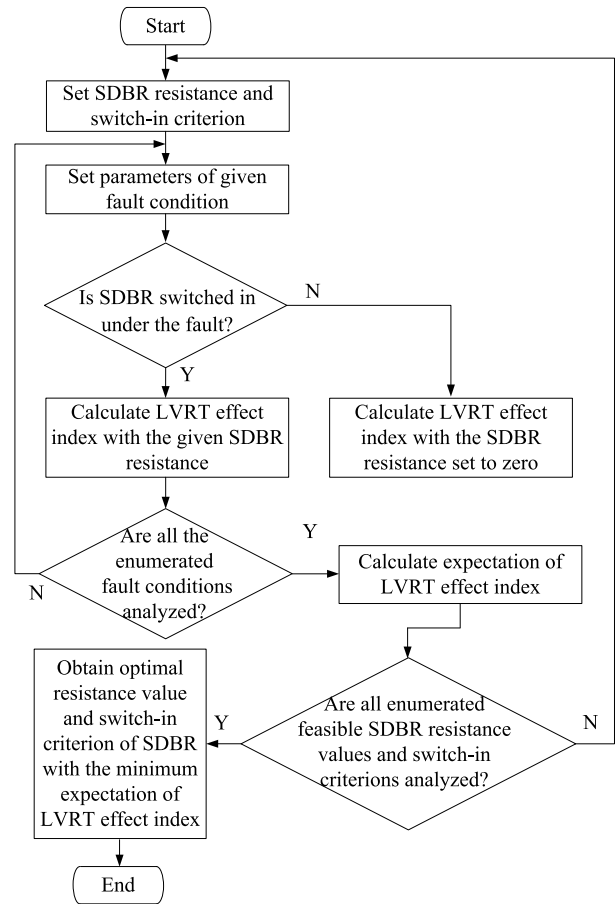 Start
Set SDBR resistance and
switch-in criterion
Set parameters of given
fault condition
Is SDBR switched in
under the fault?
N
Y
Calculate LVRT effect
index with the given SDBR
resistance
Calculate LVRT effect
index with the SDBR
resistance set to zero
Are all the
enumerated
fault conditions
analyzed?
Y
N
Calculate expectation of
LVRT effect index
Are all enumerated
feasible SDBR resistance
values and switch-in
criterions analyzed?
Y
N
Obtain optimal
resistance value
and switch-in
criterion of SDBR
with the minimum
expectation of
LVRT effect index
End